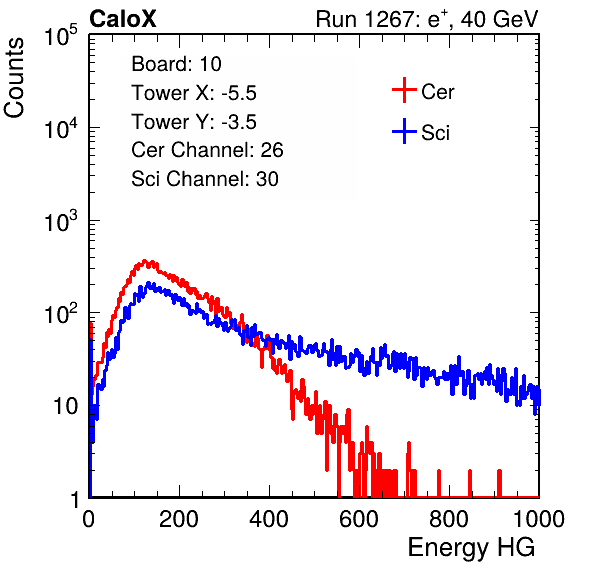 CaloX Run 1267: e⁺, 40 GeV
Counts
10⁵
10⁴
10³
10²
10
1
Board: 10
Tower X: -5.5
Tower Y: -3.5
Cer Channel: 26
Sci Channel: 30
Cer
Sci
0 200 400 600 800 1000
Energy HG